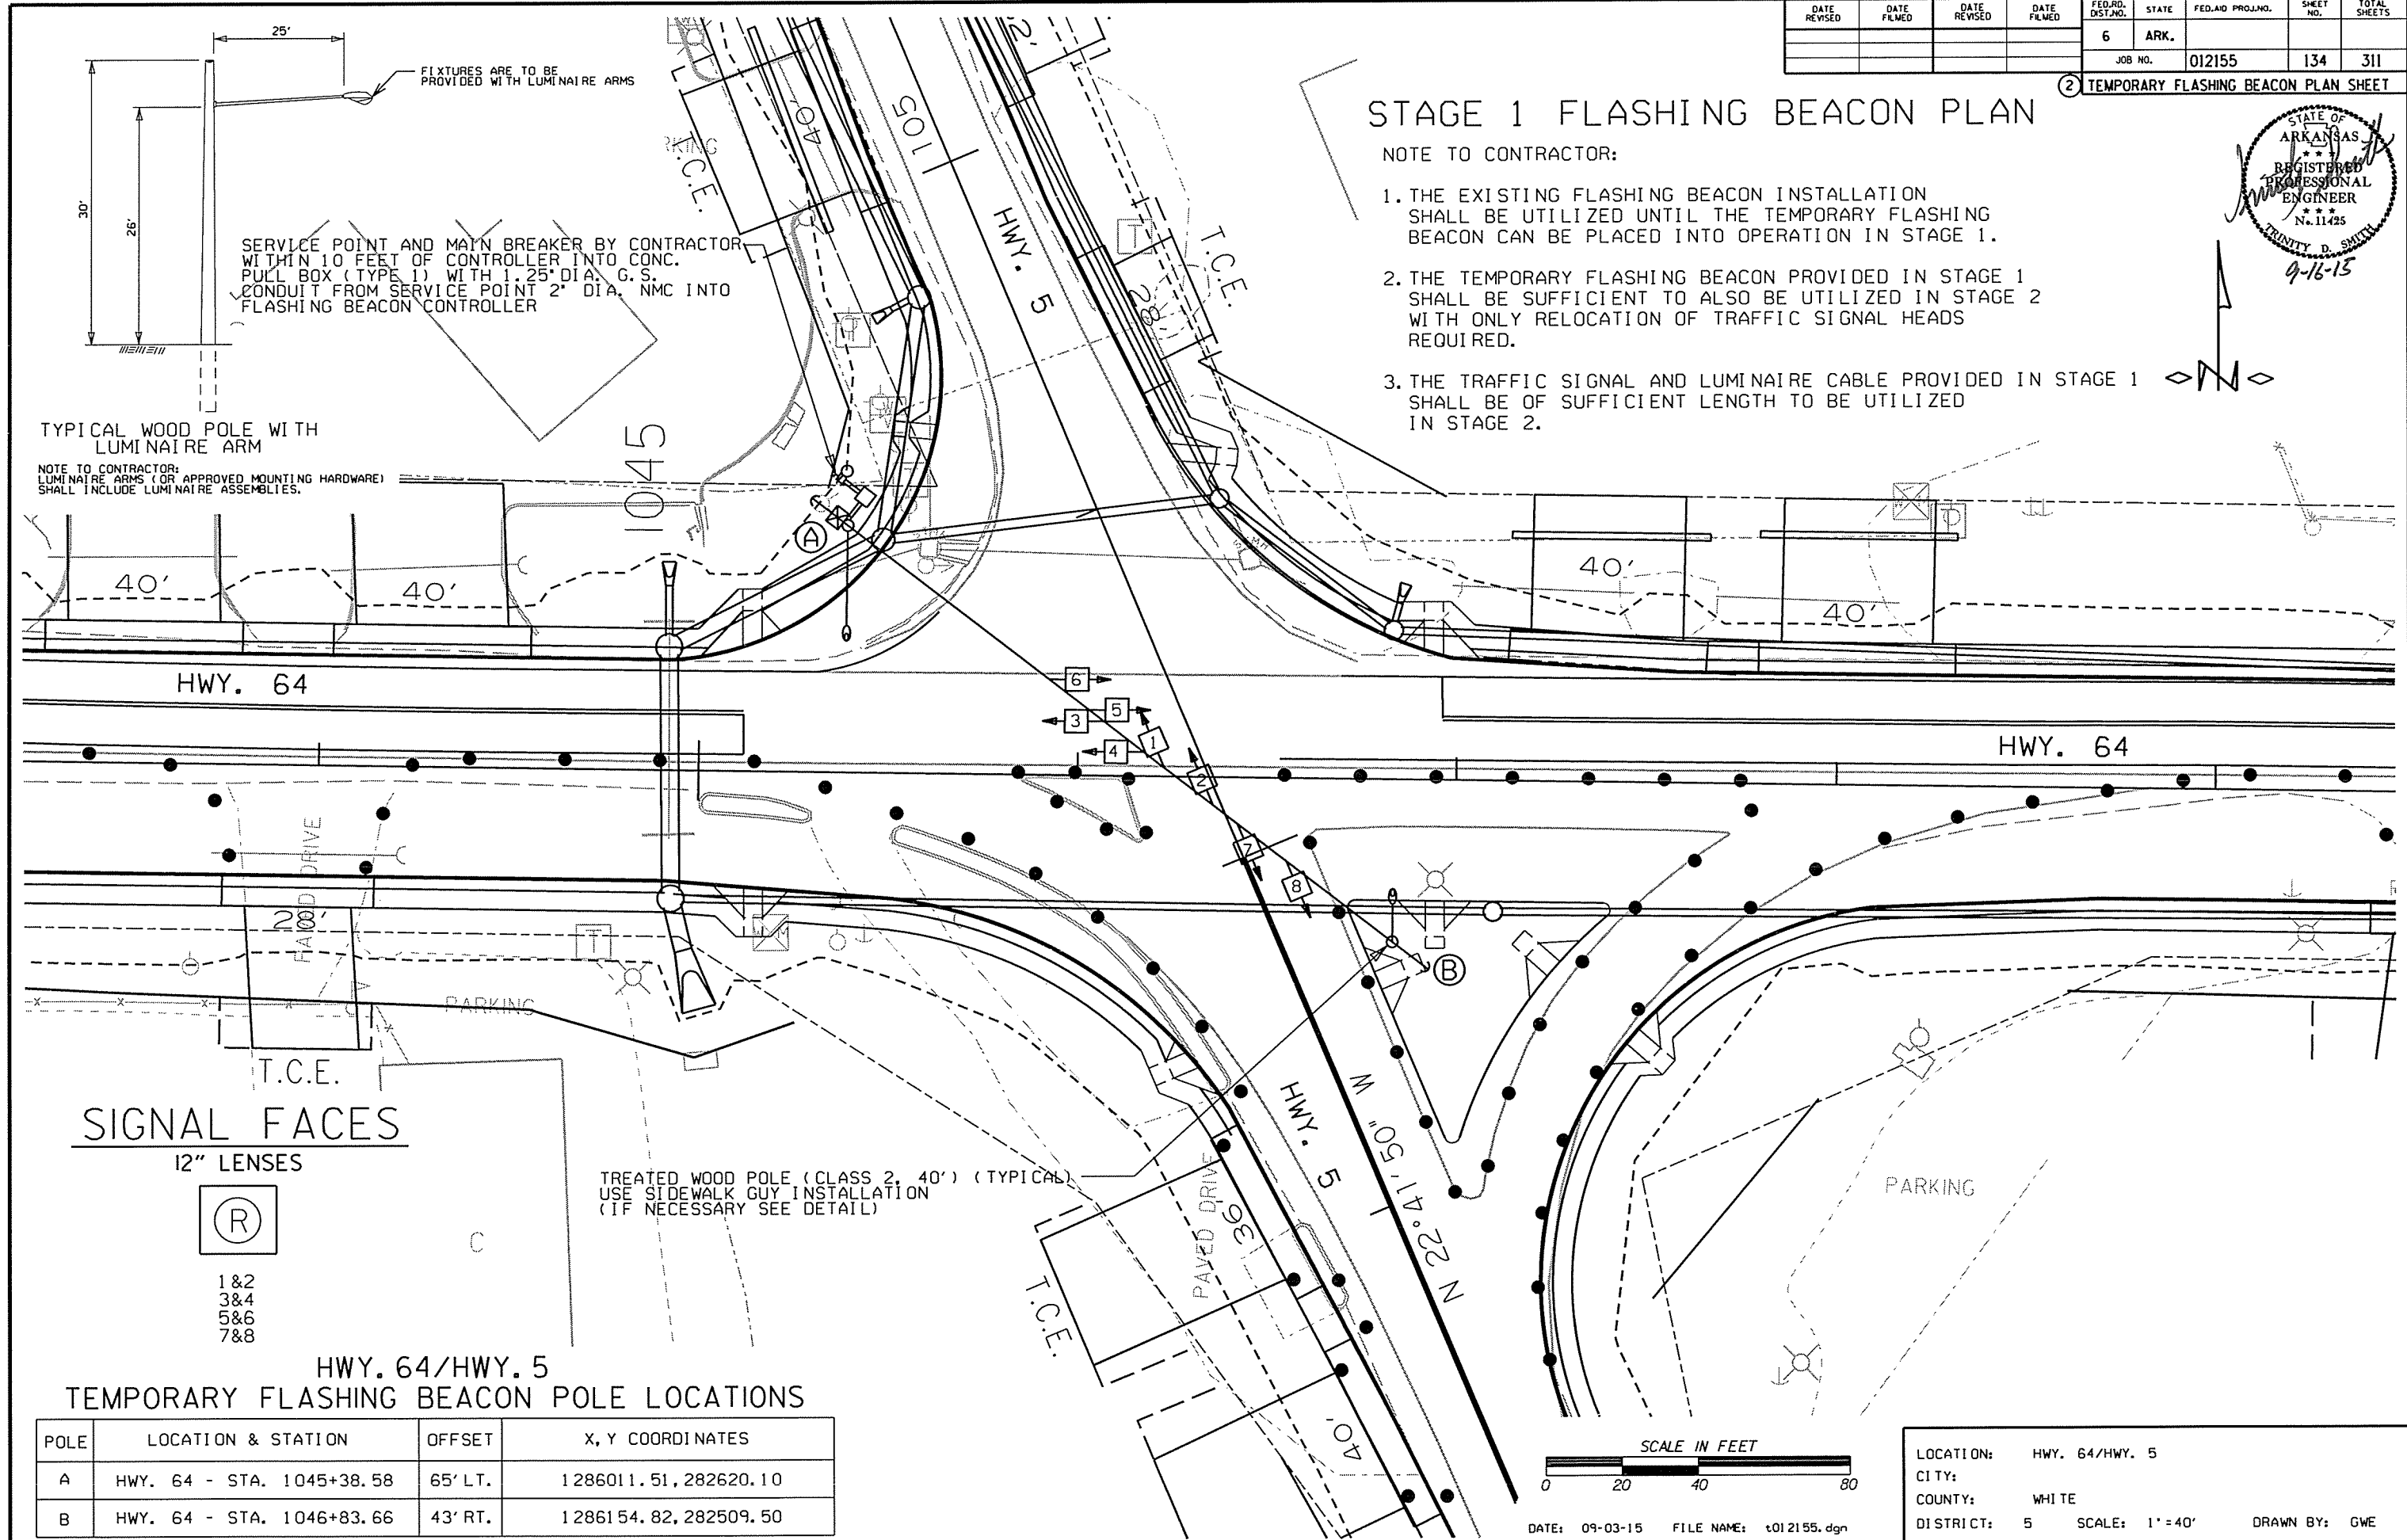 DATE REVISED
DATE FILMED
DATE REVISED
DATE FILMED
FED.RD. DIST.NO.
STATE
FED.AID PROJ.NO.
SHEET NO.
TOTAL SHEETS
6
ARK.
JOB NO.
012155
134
311
2
TEMPORARY FLASHING BEACON PLAN SHEET
25'
FIXTURES ARE TO BE
PROVIDED WITH LUMINAIRE ARMS
30'
26'
SERVICE POINT AND MAIN BREAKER BY CONTRACTOR
WITHIN 10 FEET OF CONTROLLER INTO CONC.
PULL BOX (TYPE 1) WITH 1.25" DIA. G.S.
CONDUIT FROM SERVICE POINT 2" DIA. NMC INTO
FLASHING BEACON CONTROLLER
TYPICAL WOOD POLE WITH
LUMINAIRE ARM
NOTE TO CONTRACTOR:
LUMINAIRE ARMS (OR APPROVED MOUNTING HARDWARE)
SHALL INCLUDE LUMINAIRE ASSEMBLIES.
STAGE 1 FLASHING BEACON PLAN
NOTE TO CONTRACTOR:
1. THE EXISTING FLASHING BEACON INSTALLATION
SHALL BE UTILIZED UNTIL THE TEMPORARY FLASHING
BEACON CAN BE PLACED INTO OPERATION IN STAGE 1.
2. THE TEMPORARY FLASHING BEACON PROVIDED IN STAGE 1
SHALL BE SUFFICIENT TO ALSO BE UTILIZED IN STAGE 2
WITH ONLY RELOCATION OF TRAFFIC SIGNAL HEADS
REQUIRED.
3. THE TRAFFIC SIGNAL AND LUMINAIRE CABLE PROVIDED IN STAGE 1
SHALL BE OF SUFFICIENT LENGTH TO BE UTILIZED
IN STAGE 2.
STATE OF
ARKANSAS
REGISTERED
PROFESSIONAL
ENGINEER
No. 11425
TRINITY D. SMITH
9-16-15
N
40'
T.C.E.
105
HWY. 5
T.C.E.
28'
T
T
1045
A
40'
40'
40'
40'
HWY. 64
HWY. 64
6
3
5
4
1
2
7
8
B
PAVED DRIVE
28'
T
PARKING
T.C.E.
HWY. 5
N 22°41'50" W
PARKING
PAVED DRIVE
36'
T.C.E.
40'
C
TREATED WOOD POLE (CLASS 2, 40') (TYPICAL)
USE SIDEWALK GUY INSTALLATION
(IF NECESSARY SEE DETAIL)
SIGNAL FACES
12" LENSES
R
1&2
3&4
5&6
7&8
HWY. 64/HWY. 5
TEMPORARY FLASHING BEACON POLE LOCATIONS
POLE LOCATION & STATION OFFSET X, Y COORDINATES
A HWY. 64 - STA. 1045+38.58 65' LT. 1286011.51, 282620.10
B HWY. 64 - STA. 1046+83.66 43' RT. 1286154.82, 282509.50
SCALE IN FEET
0 20 40 80
DATE: 09-03-15 FILE NAME: t012155.dgn
LOCATION: HWY. 64/HWY. 5
CITY:
COUNTY: WHITE
DISTRICT: 5 SCALE: 1"=40' DRAWN BY: GWE